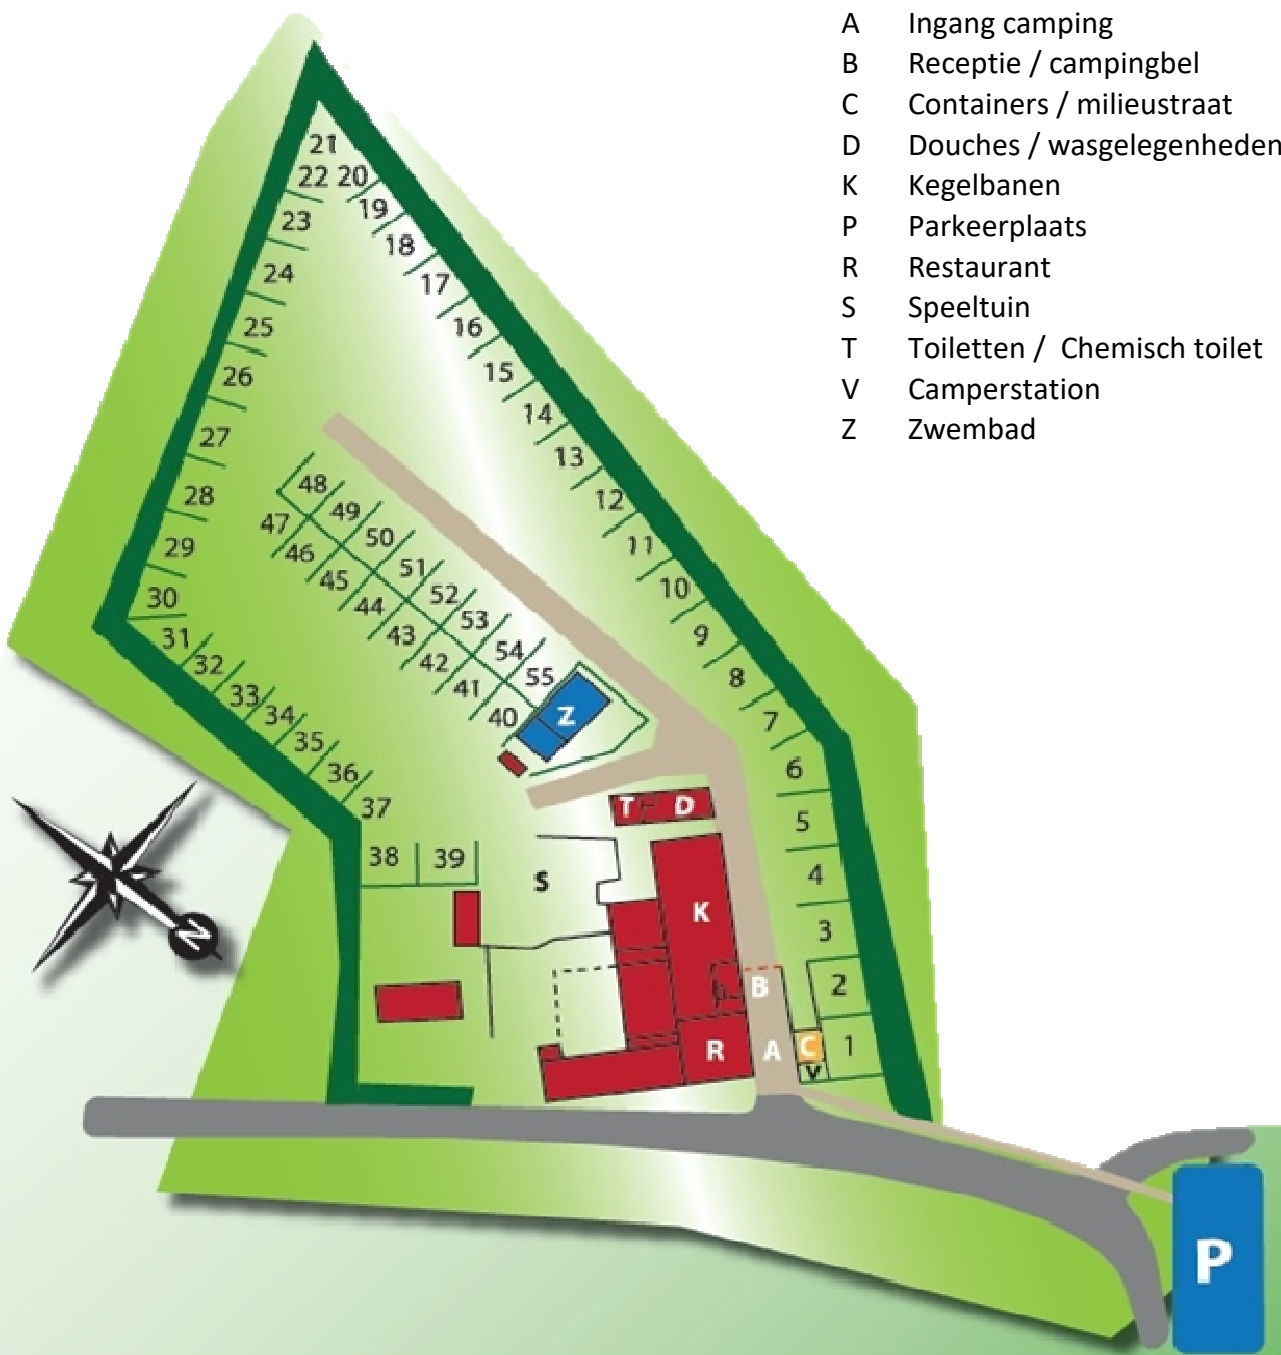 A Ingang camping
B Receptie / campingbel
C Containers / milieustraat
D Douches / wasgelegenheden
K Kegelbanen
P Parkeerplaats
R Restaurant
S Speeltuin
T Toiletten / Chemisch toilet
V Camperstation
Z Zwembad
21
22 20
23 19
18
24 17
25 16
26 15
14
27 13
48 28 12
47 49
50 11
46 29
51 10
45 52
44 30 53
43 31 9
42 32 54
41 33 55 8
40 34 Z 7
35
36 6
37 T D 5
38 39 S 4
K 3
N
B 2
R A C 1
V
P